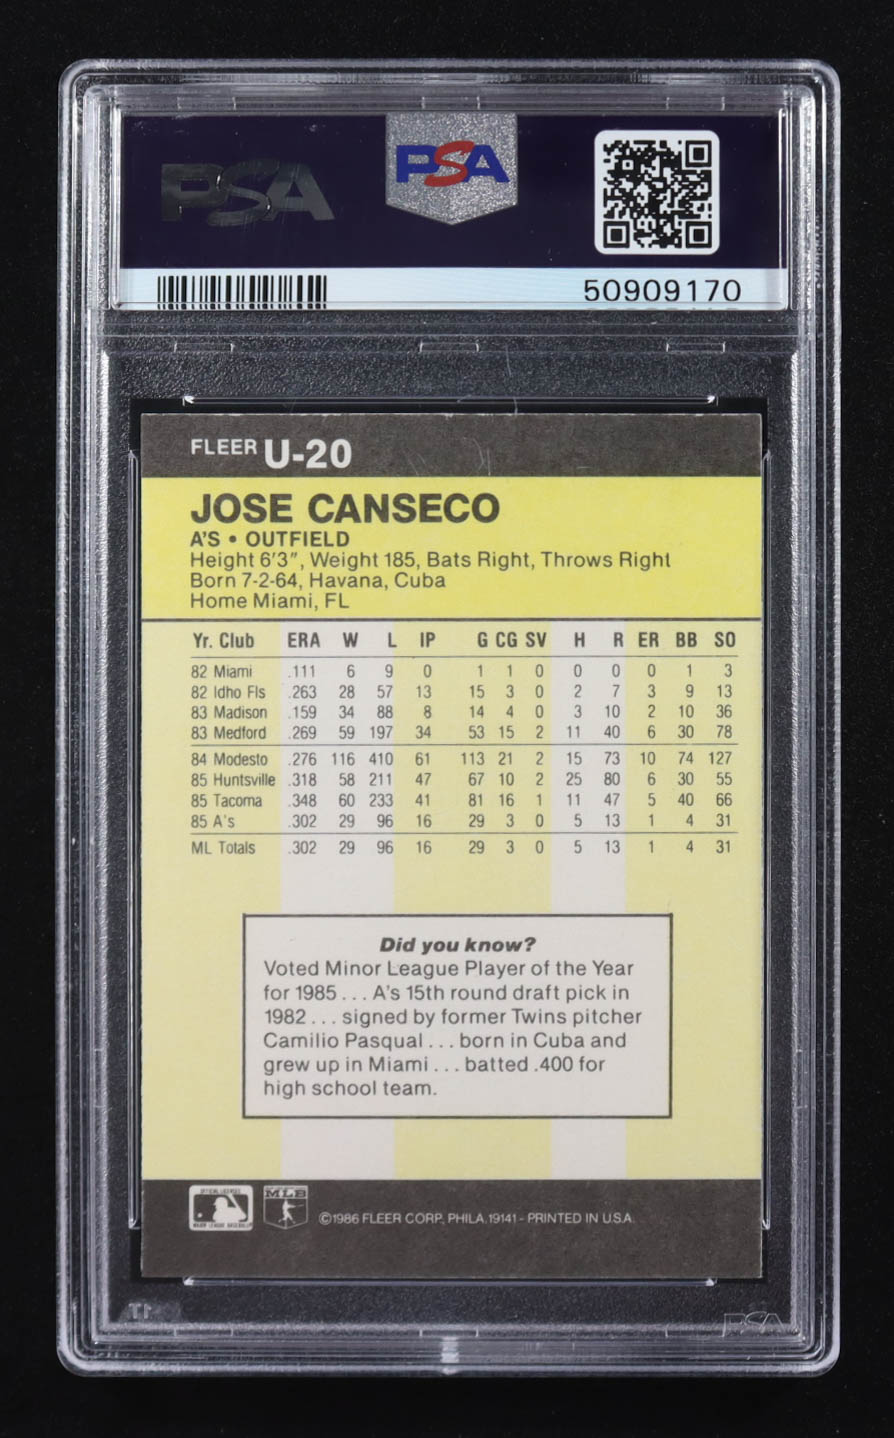 PSA
PSA
50909170
FLEER U-20
JOSE CANSECO
A'S • OUTFIELD
Height 6'3", Weight 185, Bats Right, Throws Right
Born 7-2-64, Havana, Cuba
Home Miami, FL
Yr. Club ERA W L IP G CG SV H R ER BB SO
82 Miami .111 6 9 0 1 1 0 0 0 0 1 3
82 Idho Fls .263 28 57 13 15 3 0 2 7 3 9 13
83 Madison .159 34 88 8 14 4 0 3 10 2 10 36
83 Medford .269 59 197 34 53 15 2 11 40 6 30 78
84 Modesto .276 116 410 61 113 21 2 15 73 10 74 127
85 Huntsville .318 58 211 47 67 10 2 25 80 6 30 55
85 Tacoma .348 60 233 41 81 16 1 11 47 5 40 66
85 A's .302 29 96 16 29 3 0 5 13 1 4 31
ML Totals .302 29 96 16 29 3 0 5 13 1 4 31
Did you know?
Voted Minor League Player of the Year
for 1985 . . . A's 15th round draft pick in
1982 . . . signed by former Twins pitcher
Camilio Pasqual . . . born in Cuba and
grew up in Miami . . . batted .400 for
high school team.
MLB
©1986 FLEER CORP. PHILA. 19141 - PRINTED IN U.S.A.
PSA